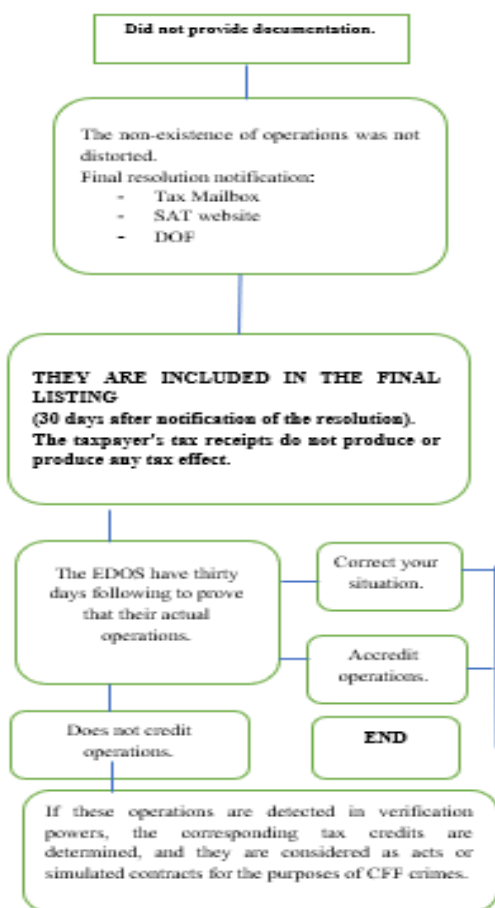 Did not provide documentation.
The non-existence of operations was not
distorted.
Final resolution notification:
- Tax Mailbox
- SAT website
- DOF
THEY ARE INCLUDED IN THE FINAL
LISTING
(30 days after notification of the resolution).
The taxpayer's tax receipts do not produce or
produce any tax effect.
The EDOS have thirty
days following to prove
that their actual
operations.
Correct your
situation.
Accredit
operations.
Does not credit
operations.
END
If these operations are detected in verification
powers, the corresponding tax credits are
determined, and they are considered as acts or
simulated contracts for the purposes of CFF crimes.